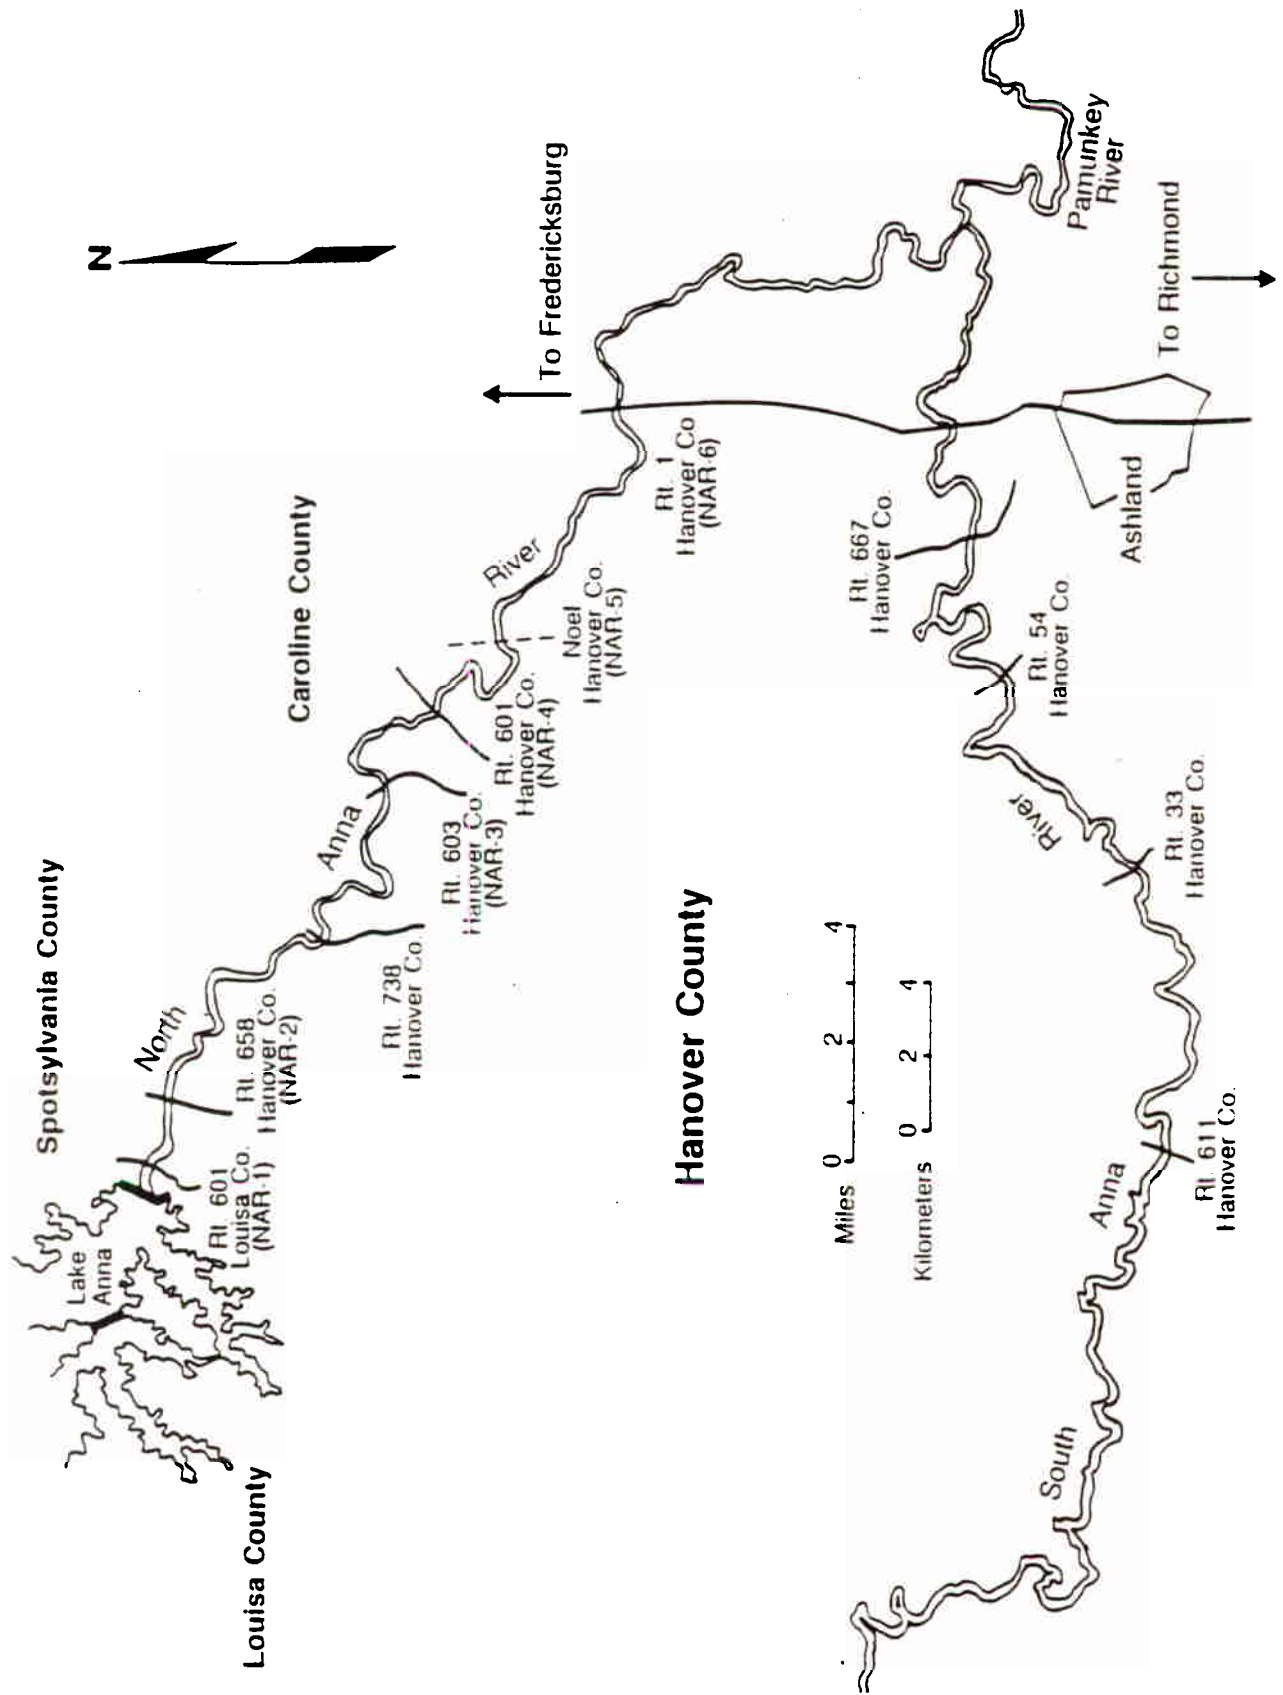 N
Spotsylvania County
Caroline County
To Fredericksburg
Louisa County
Lake
Anna
North
Anna
River
Rt. 601
Louisa Co.
(NAR-1)
Rt. 658
Hanover Co.
(NAR-2)
Rt. 738
Hanover Co.
Rt. 603
Hanover Co.
(NAR-3)
Rt. 601
Hanover Co.
(NAR-4)
Noel
Hanover Co.
(NAR-5)
Rt. 1
Hanover Co
(NAR-6)
Hanover County
Miles
0 2 4
Kilometers
0 2 4
South
Anna
River
Rt. 611
Hanover Co.
Rt. 33
Hanover Co.
Rt. 54
Hanover Co.
Rt. 667
Hanover Co.
Ashland
To Richmond
Pamunkey
River